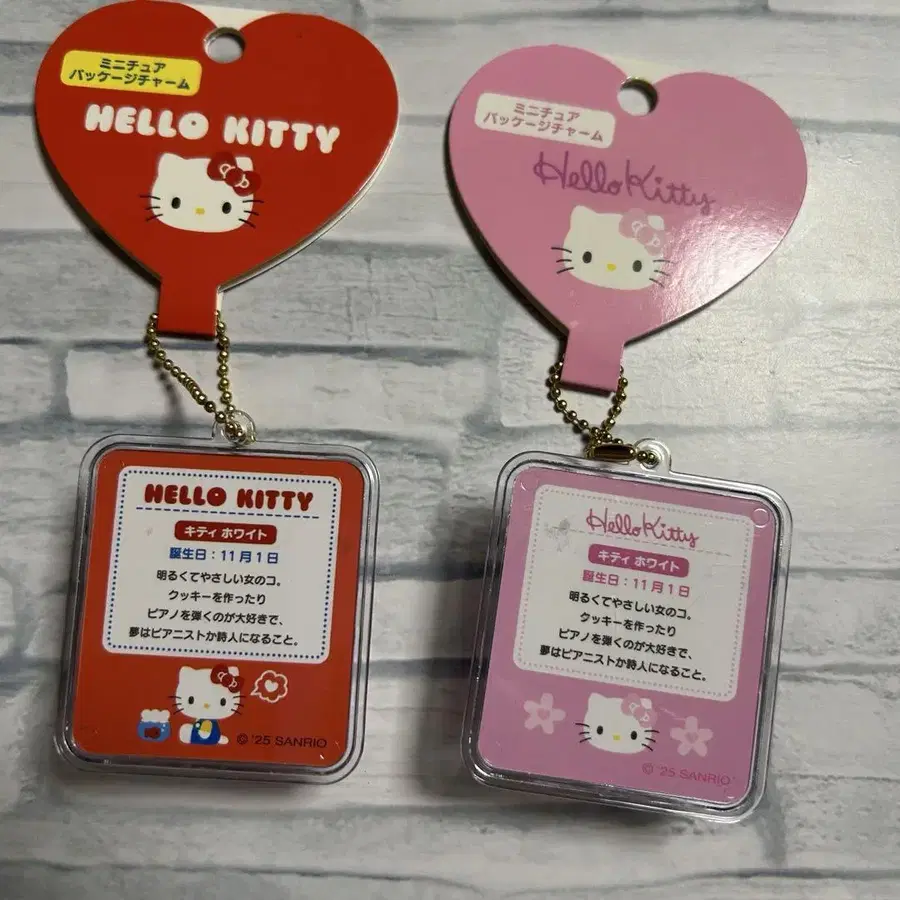 ミニチュア
パッケージチャーム
HELLO KITTY
HELLO KITTY
キティ ホワイト
誕生日：11月1日
明るくてやさしい女のコ。
クッキーを作ったり
ピアノを弾くのが大好きで、
夢はピアニストか詩人になること。
© '25 SANRIO
ミニチュア
パッケージチャーム
Hello Kitty
Hello Kitty
キティ ホワイト
誕生日：11月1日
明るくてやさしい女のコ。
クッキーを作ったり
ピアノを弾くのが大好きで、
夢はピアニストか詩人になること。
© '25 SANRIO